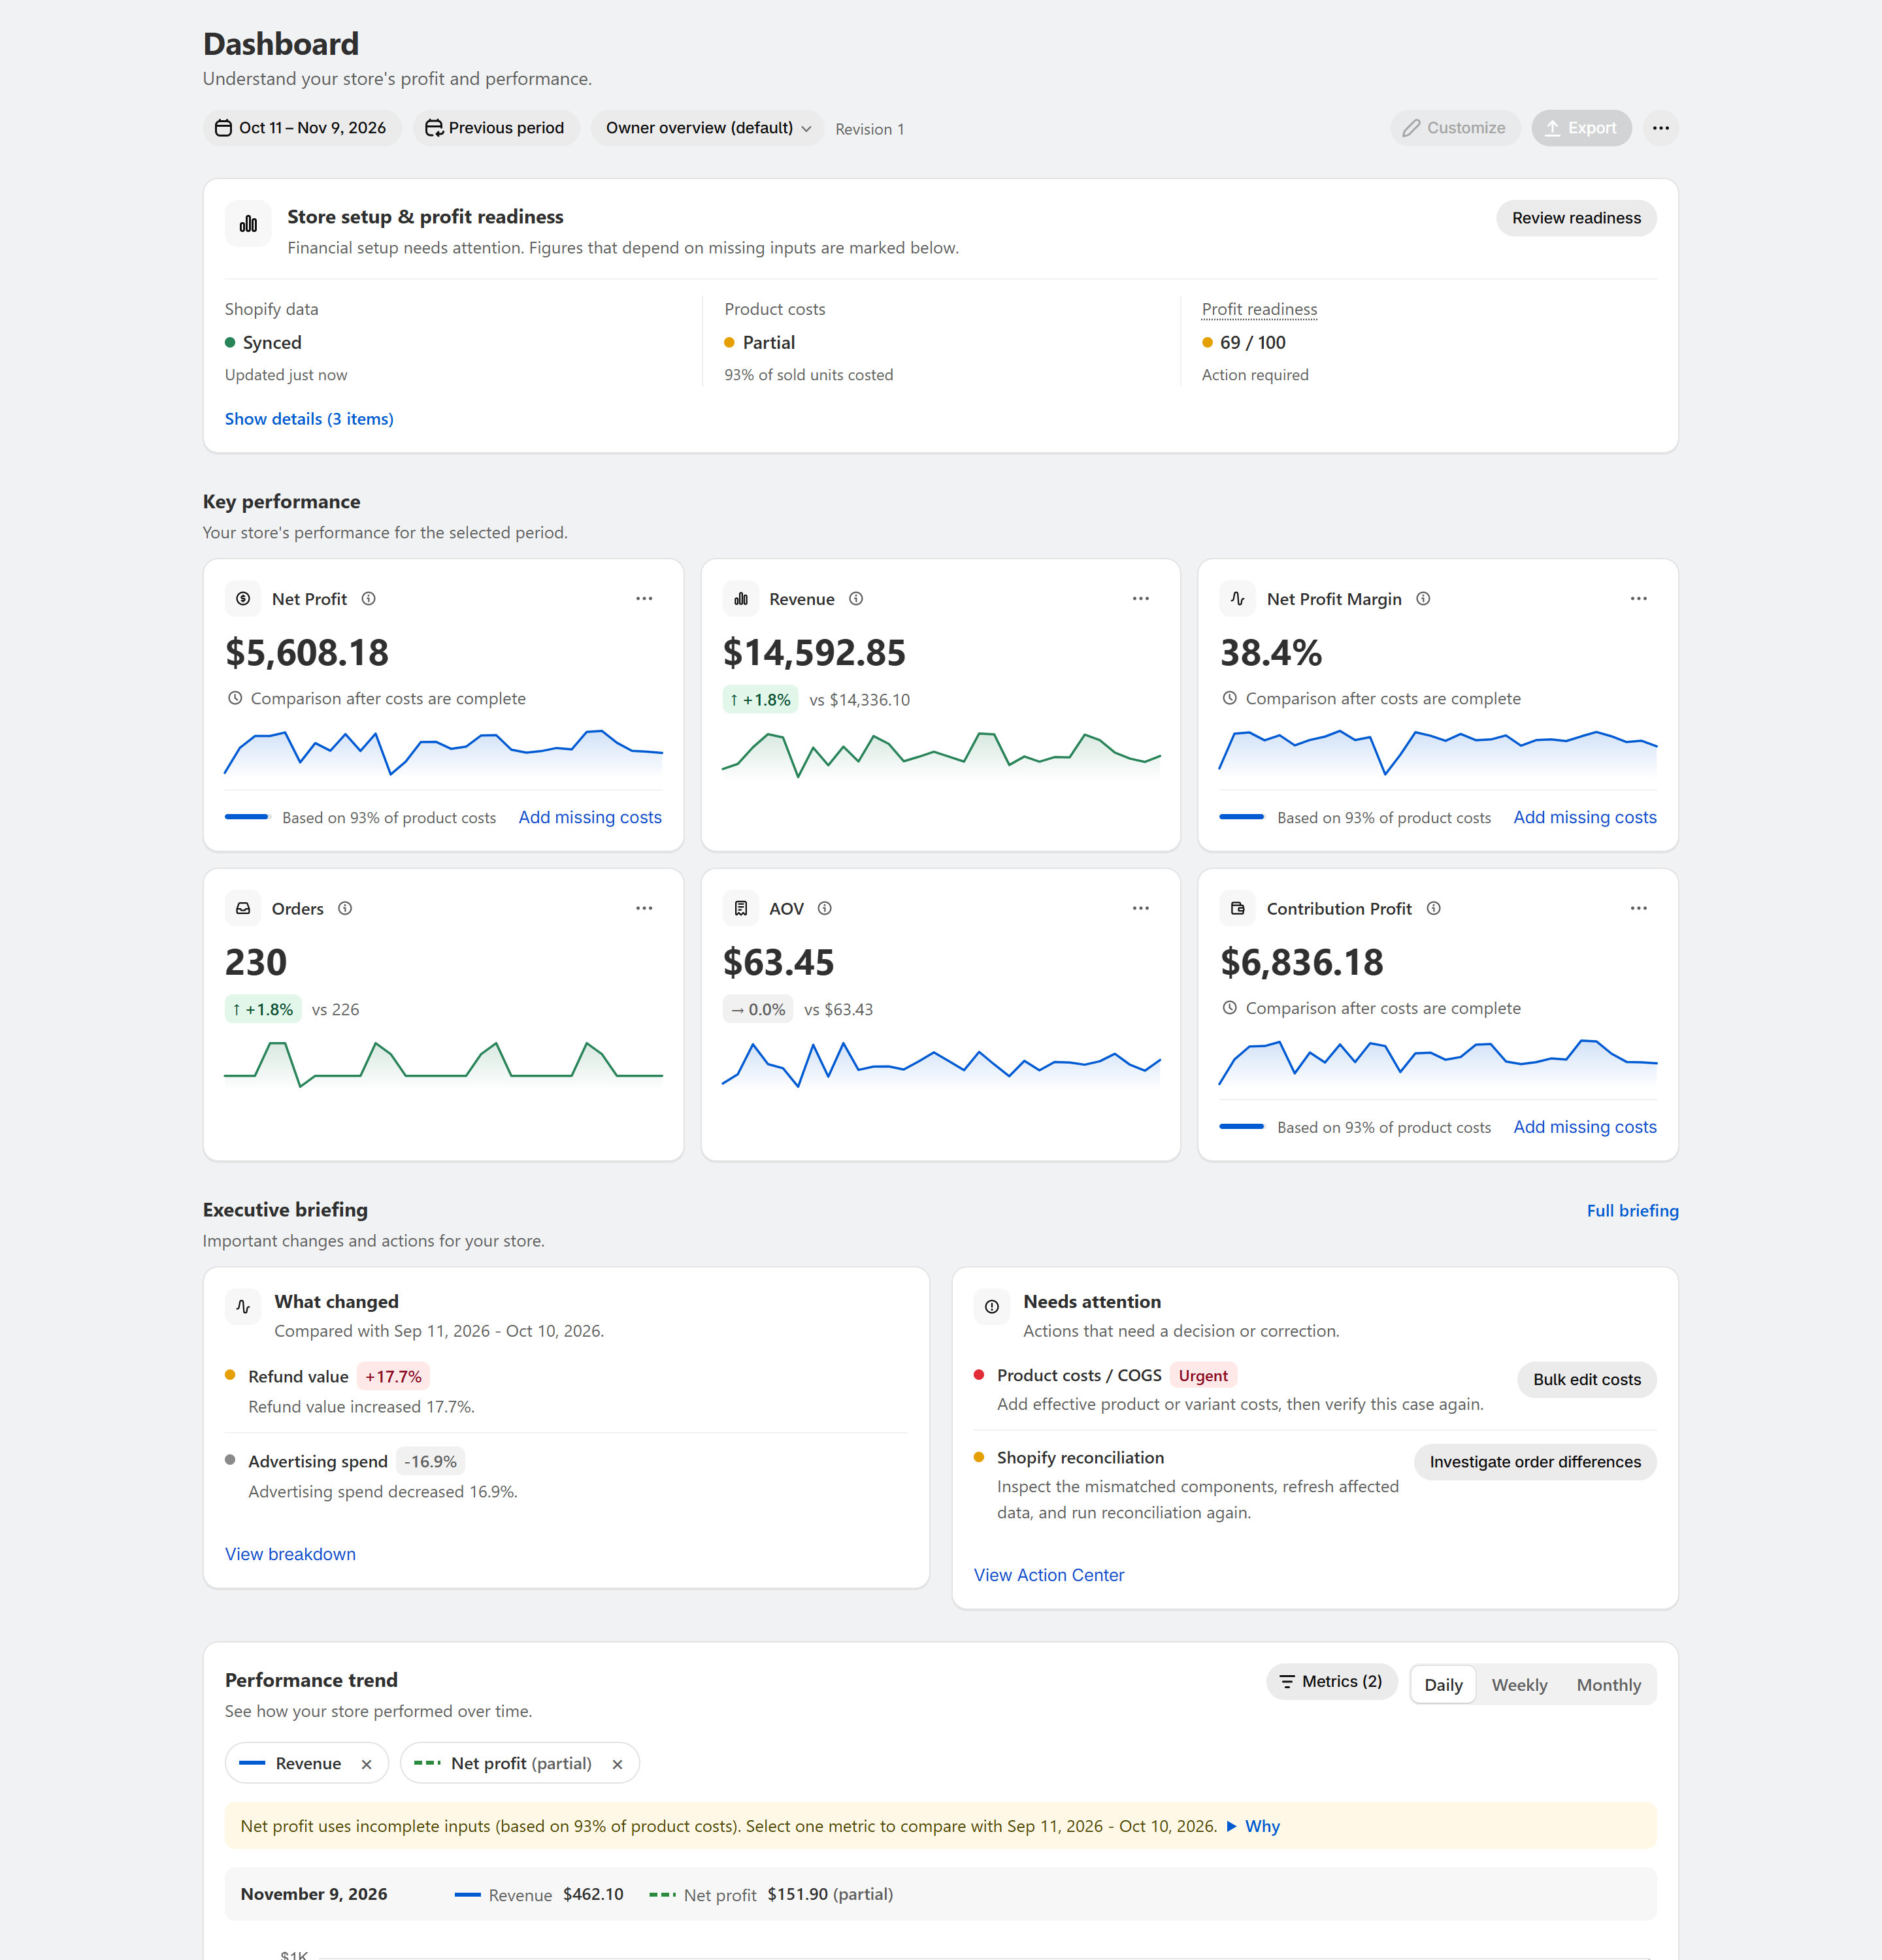 Dashboard
Understand your store's profit and performance.
Oct 11 – Nov 9, 2026
Previous period
Owner overview (default)
Revision 1
Customize
Export
Store setup & profit readiness
Financial setup needs attention. Figures that depend on missing inputs are marked below.
Review readiness
Shopify data
Synced
Updated just now
Product costs
Partial
93% of sold units costed
Profit readiness
69 / 100
Action required
Show details (3 items)
Key performance
Your store's performance for the selected period.
Net Profit
$5,608.18
Comparison after costs are complete
Based on 93% of product costs
Add missing costs
Revenue
$14,592.85
↑ +1.8% vs $14,336.10
Net Profit Margin
38.4%
Comparison after costs are complete
Based on 93% of product costs
Add missing costs
Orders
230
↑ +1.8% vs 226
AOV
$63.45
→ 0.0% vs $63.43
Contribution Profit
$6,836.18
Comparison after costs are complete
Based on 93% of product costs
Add missing costs
Executive briefing
Full briefing
Important changes and actions for your store.
What changed
Compared with Sep 11, 2026 - Oct 10, 2026.
Refund value +17.7%
Refund value increased 17.7%.
Advertising spend -16.9%
Advertising spend decreased 16.9%.
View breakdown
Needs attention
Actions that need a decision or correction.
Product costs / COGS Urgent
Add effective product or variant costs, then verify this case again.
Bulk edit costs
Shopify reconciliation
Inspect the mismatched components, refresh affected
data, and run reconciliation again.
Investigate order differences
View Action Center
Performance trend
See how your store performed over time.
Metrics (2)
Daily
Weekly
Monthly
Revenue ×
Net profit (partial) ×
Net profit uses incomplete inputs (based on 93% of product costs). Select one metric to compare with Sep 11, 2026 - Oct 10, 2026. ▶ Why
November 9, 2026
Revenue $462.10
Net profit $151.90 (partial)
$1K